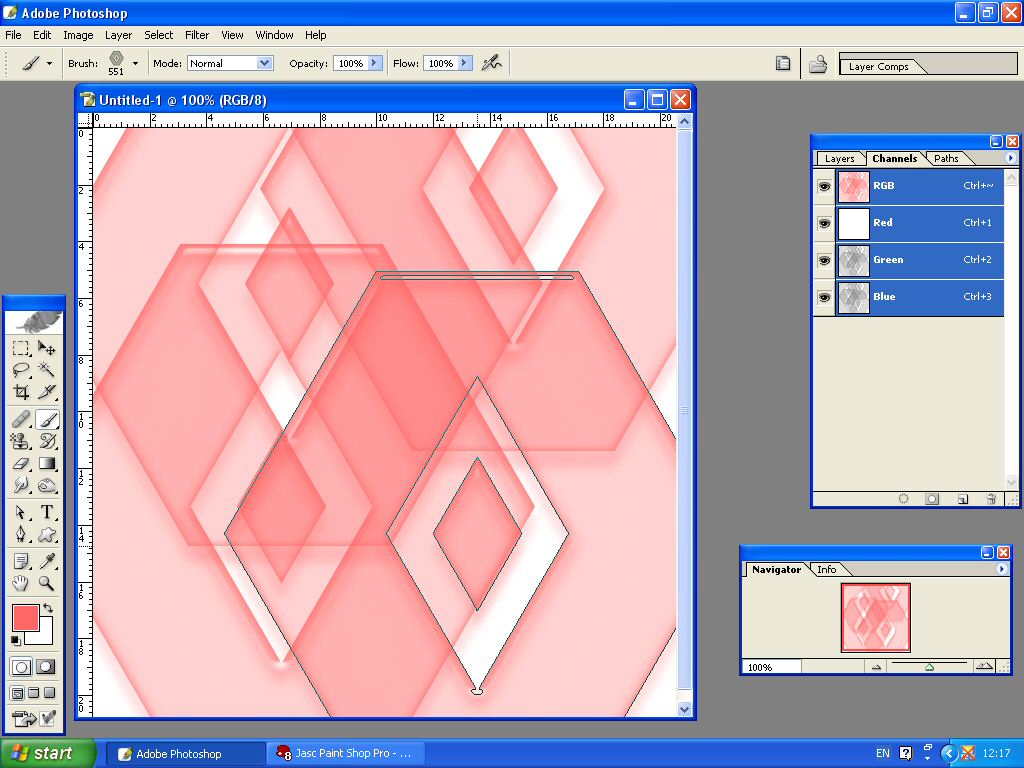 Adobe Photoshop
File Edit Image Layer Select Filter View Window Help
Brush: 551 Mode: Normal Opacity: 100% Flow: 100% Layer Comps
Untitled-1 @ 100% (RGB/8)
0 2 4 6 8 10 12 14 16 18 20
0
2
4
6
8
10
12
14
16
18
20
Layers Channels Paths
RGB Ctrl+~
Red Ctrl+1
Green Ctrl+2
Blue Ctrl+3
T
Navigator Info
100%
start Adobe Photoshop 8 Jasc Paint Shop Pro - ... EN ? 12:17